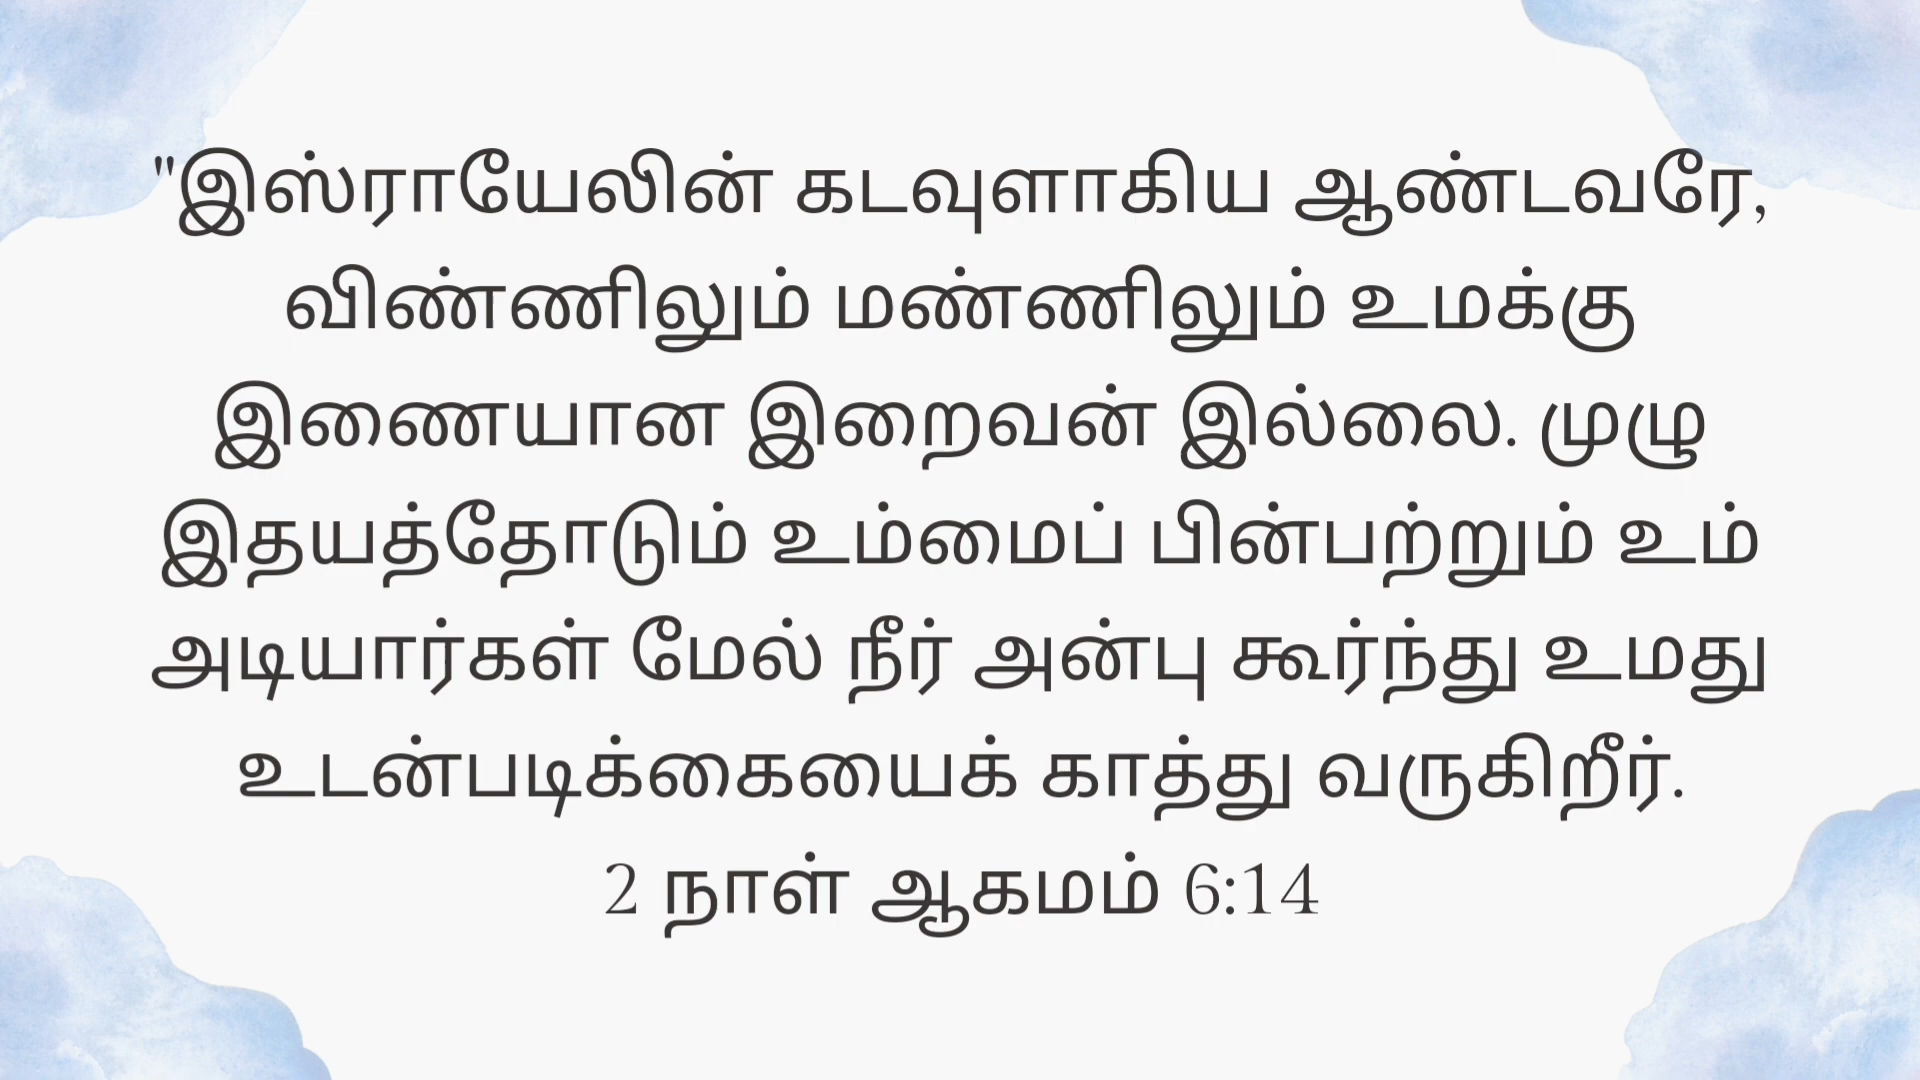 "இஸ்ராயேலின் கடவுளாகிய ஆண்டவரே,
விண்ணிலும் மண்ணிலும் உமக்கு
இணையான இறைவன் இல்லை. முழு
இதயத்தோடும் உம்மைப் பின்பற்றும் உம்
அடியார்கள் மேல் நீர் அன்பு கூர்ந்து உமது
உடன்படிக்கையைக் காத்து வருகிறீர்.
2 நாள் ஆகமம் 6:14